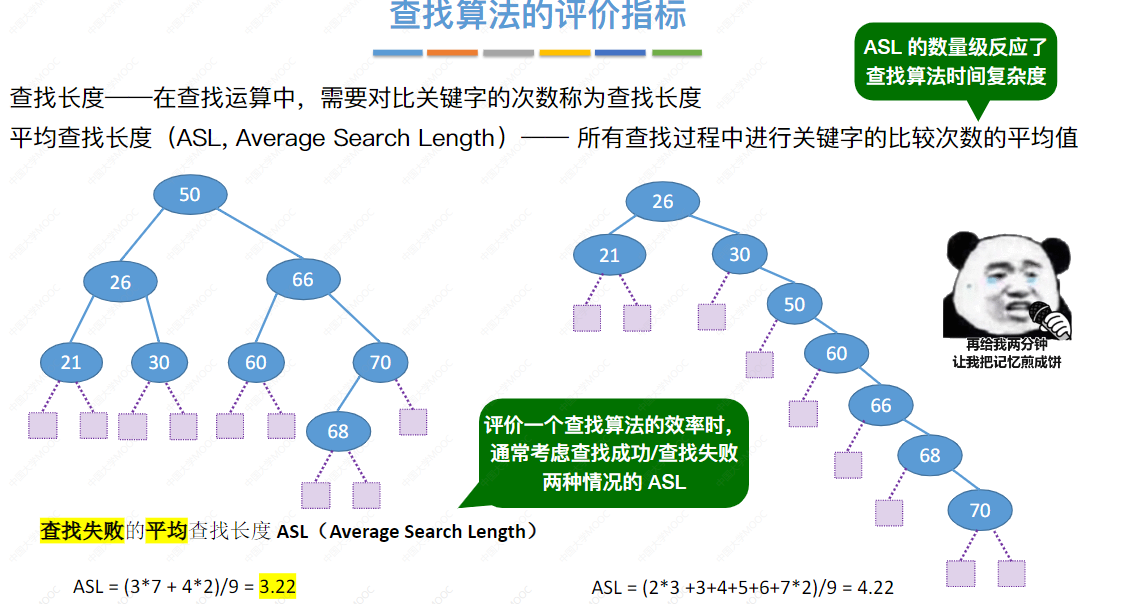 查找算法的评价指标
ASL 的数量级反应了
查找算法时间复杂度
查找长度——在查找运算中，需要对比关键字的次数称为查找长度
平均查找长度（ASL, Average Search Length）—— 所有查找过程中进行关键字的比较次数的平均值
50
26
66
21
30
60
70
68
26
21
30
50
60
66
68
70
再给我两分钟
让我把记忆煎成饼
评价一个查找算法的效率时，
通常考虑查找成功/查找失败
两种情况的 ASL
查找失败的平均查找长度 ASL（Average Search Length）
ASL = (3*7 + 4*2)/9 = 3.22
ASL = (2*3 +3+4+5+6+7*2)/9 = 4.22